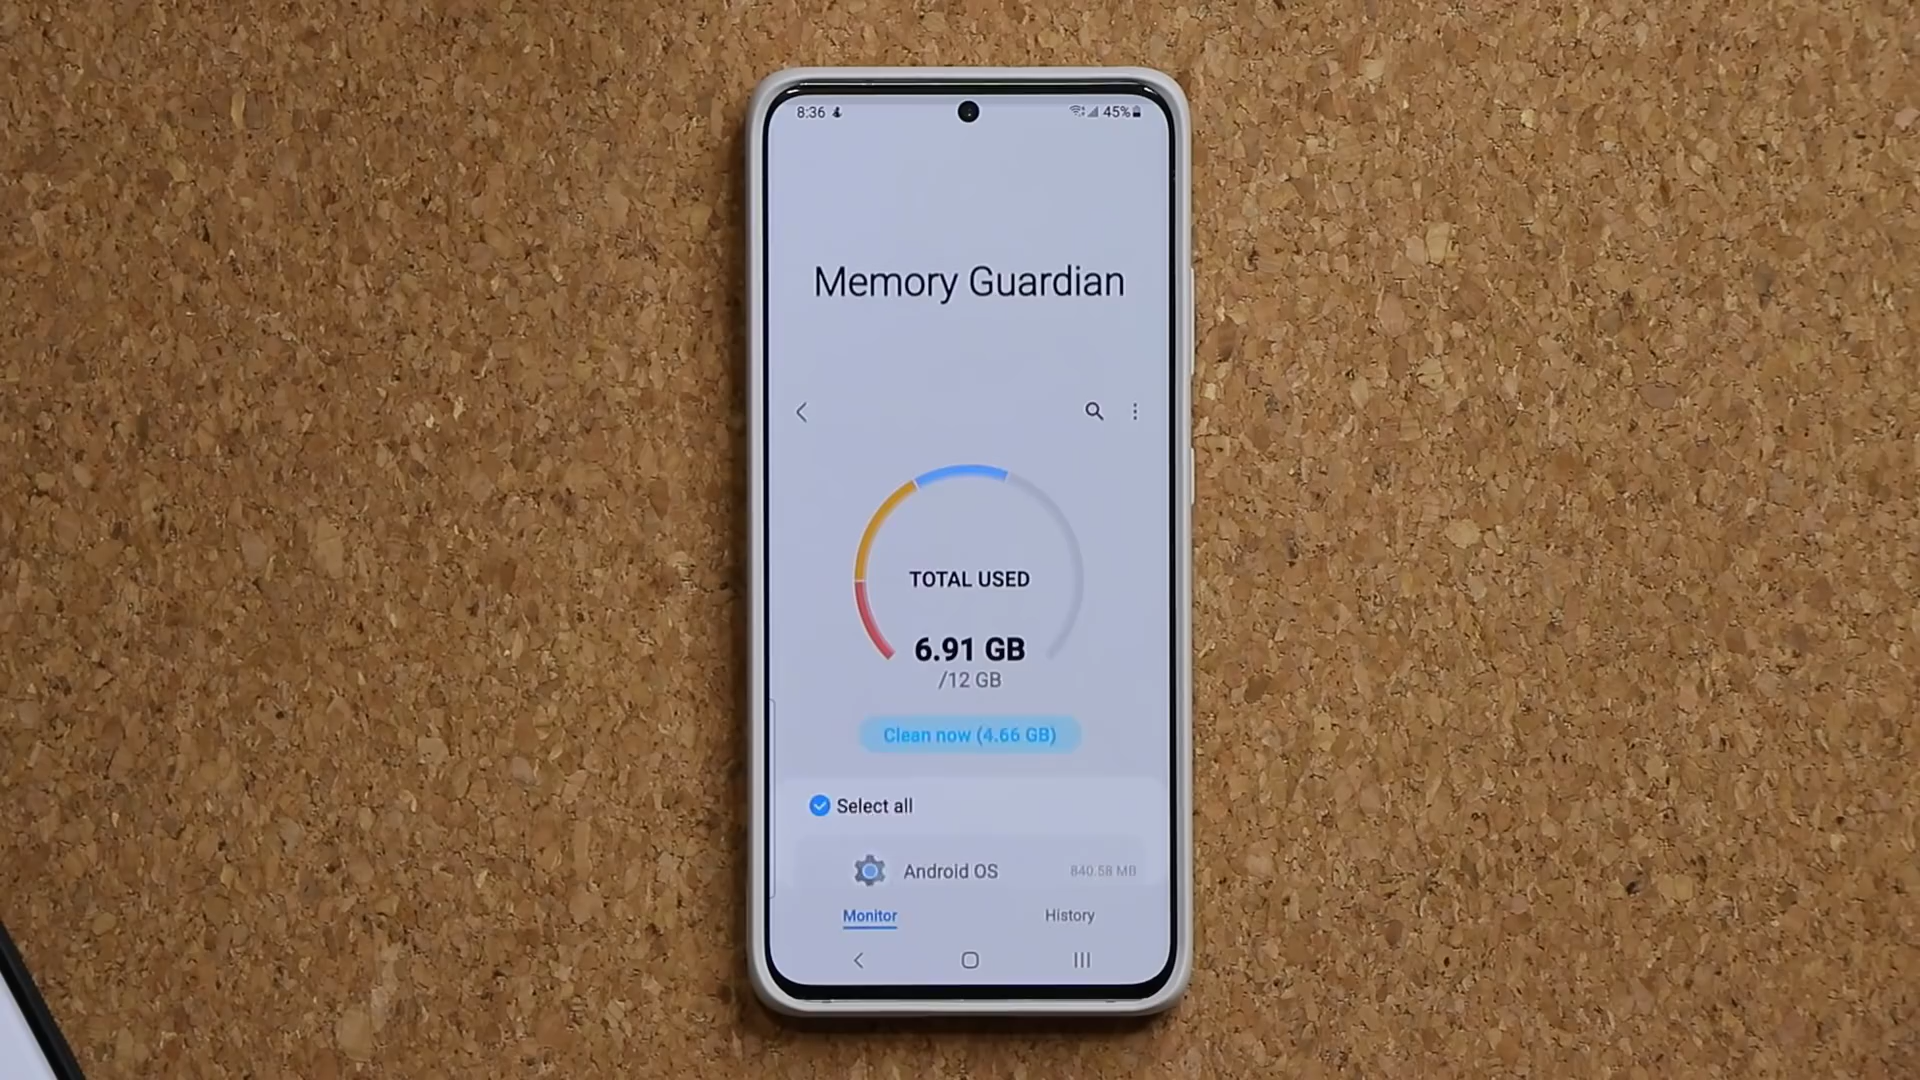 8:36
45%
Memory Guardian
TOTAL USED
6.91 GB
/12 GB
Clean now (4.66 GB)
Select all
Android OS 840.58 MB
Monitor History